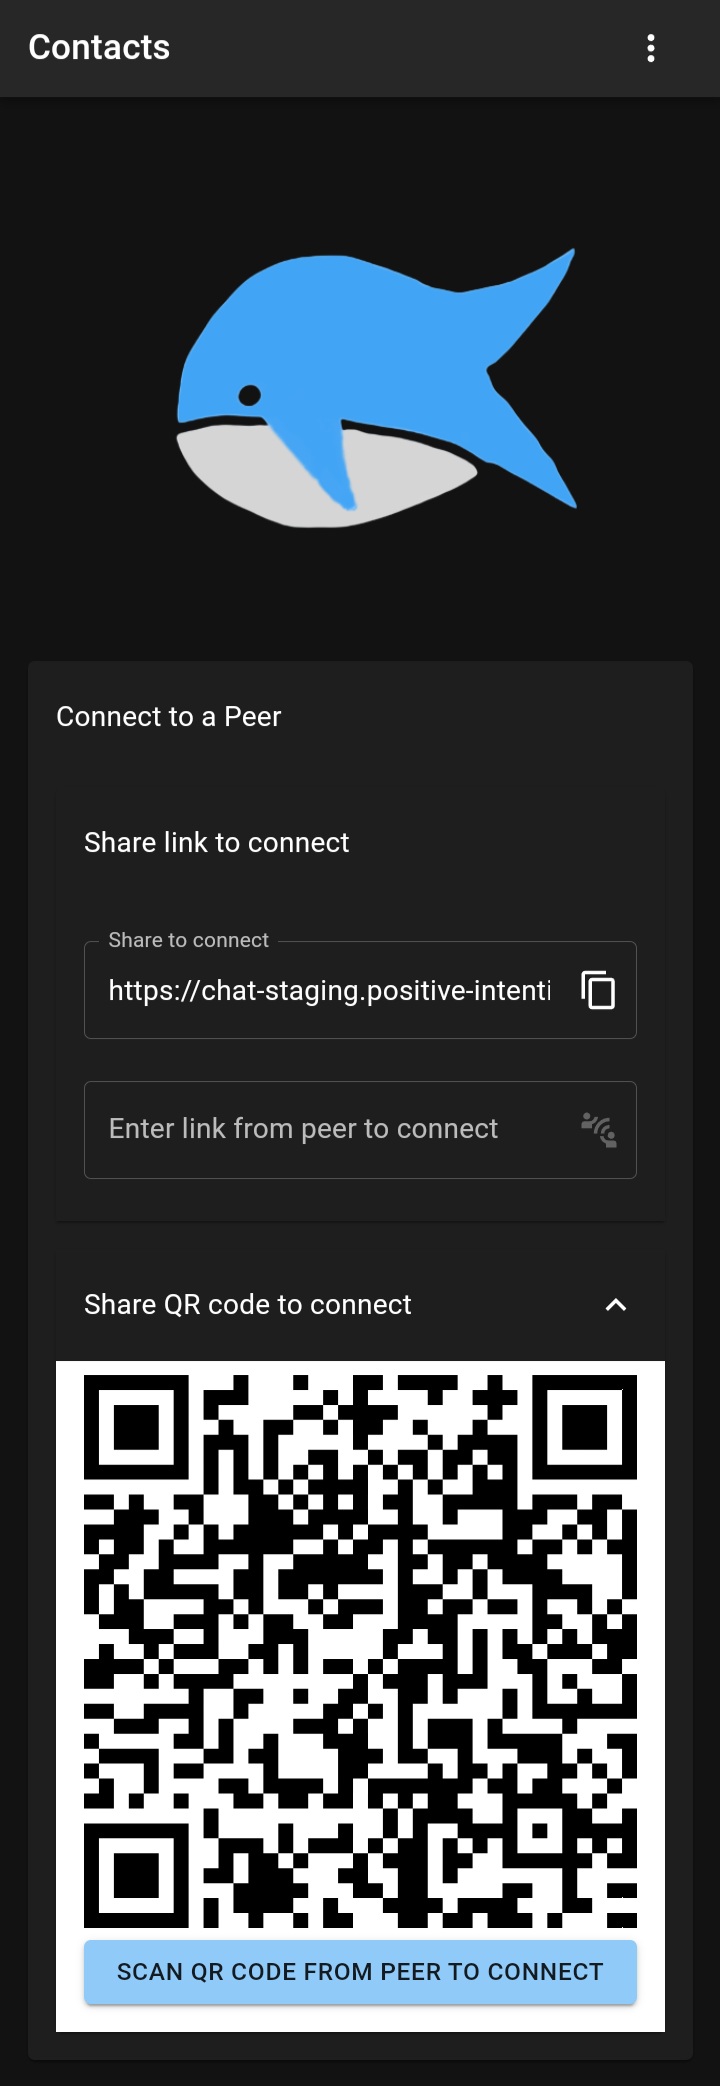 Contacts
Connect to a Peer
Share link to connect
Share to connect
https://chat-staging.positive-intenti
Enter link from peer to connect
Share QR code to connect
SCAN QR CODE FROM PEER TO CONNECT